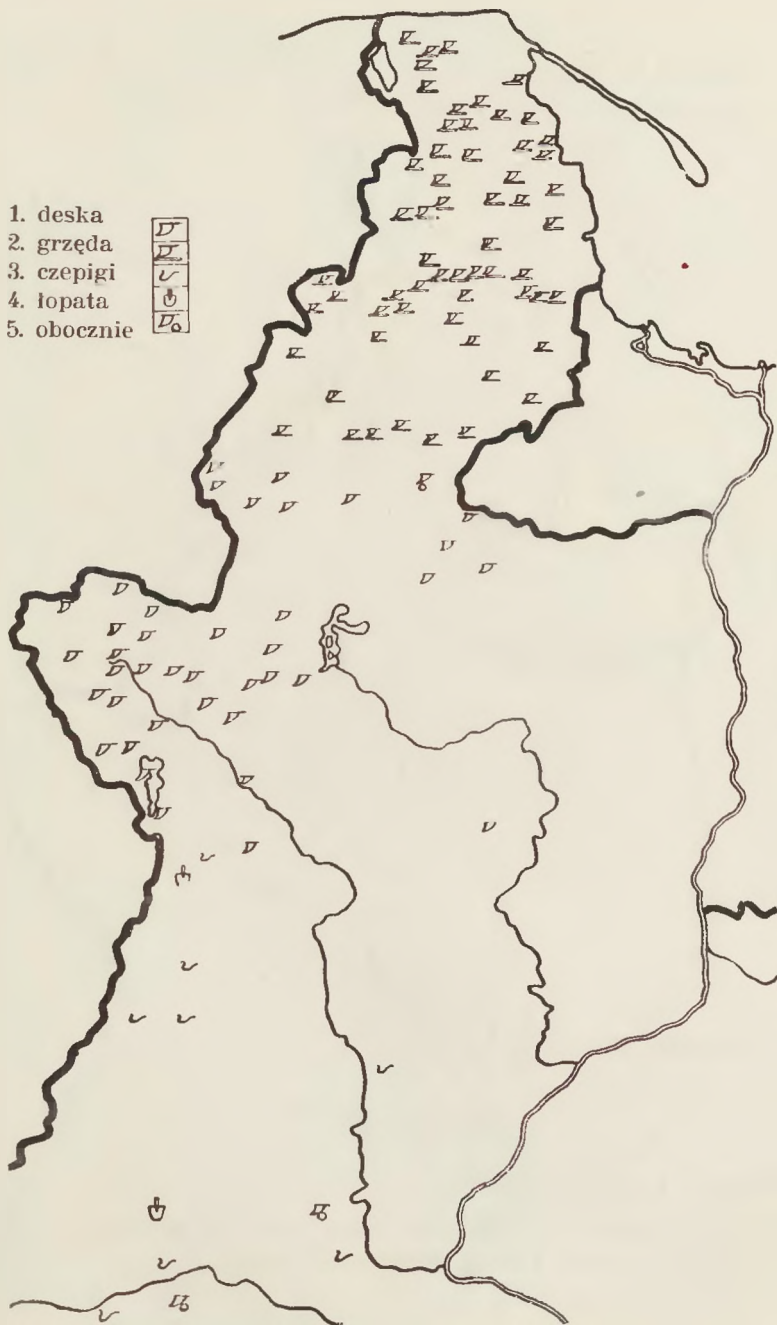 1. deska
2. grzęda
3. czepigi
4. łopata
5. obocznie